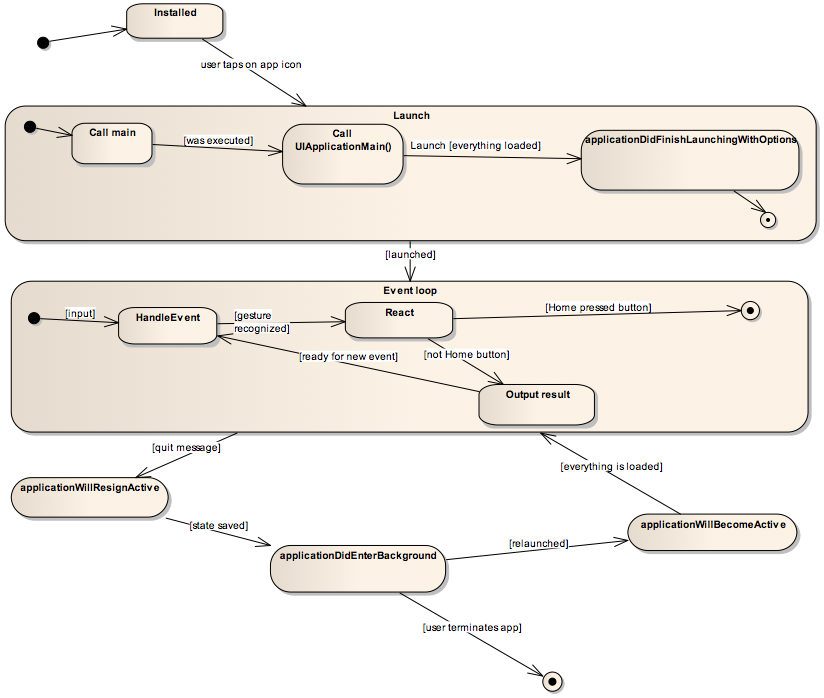 Installed
user taps on app icon
Launch
Call main
[was executed]
Call
UIApplicationMain()
Launch [everything loaded]
applicationDidFinishLaunchingWithOptions
[launched]
Event loop
[input]
HandleEvent
[gesture
recognized]
React
[Home pressed button]
[ready for new event]
[not Home button]
Output result
[quit message]
[everything is loaded]
applicationWillResignActive
[state saved]
applicationWillBecomeActive
applicationDidEnterBackground
[relaunched]
[user terminates app]